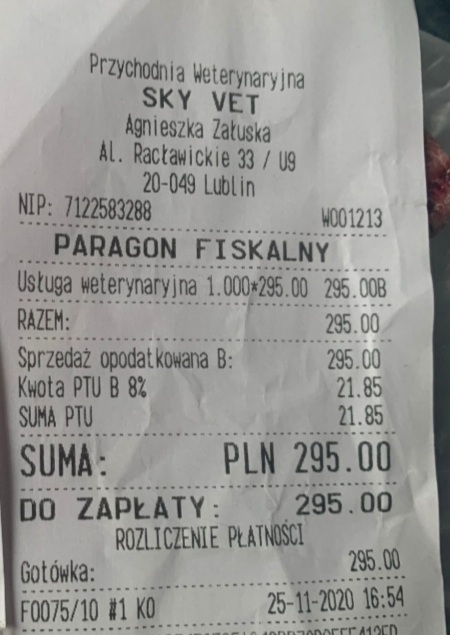 Przychodnia Weterynaryjna
SKY VET
Agnieszka Załuska
Al. Racławickie 33 / U9
20-049 Lublin
NIP: 7122583288 W001213
PARAGON FISKALNY
Usługa weterynaryjna 1.000*295.00 295.00B
RAZEM: 295.00
Sprzedaż opodatkowana B: 295.00
Kwota PTU B 8% 21.85
SUMA PTU 21.85
SUMA: PLN 295.00
DO ZAPŁATY: 295.00
ROZLICZENIE PŁATNOŚCI
Gotówka: 295.00
F0075/10 #1 KO 25-11-2020 16:54